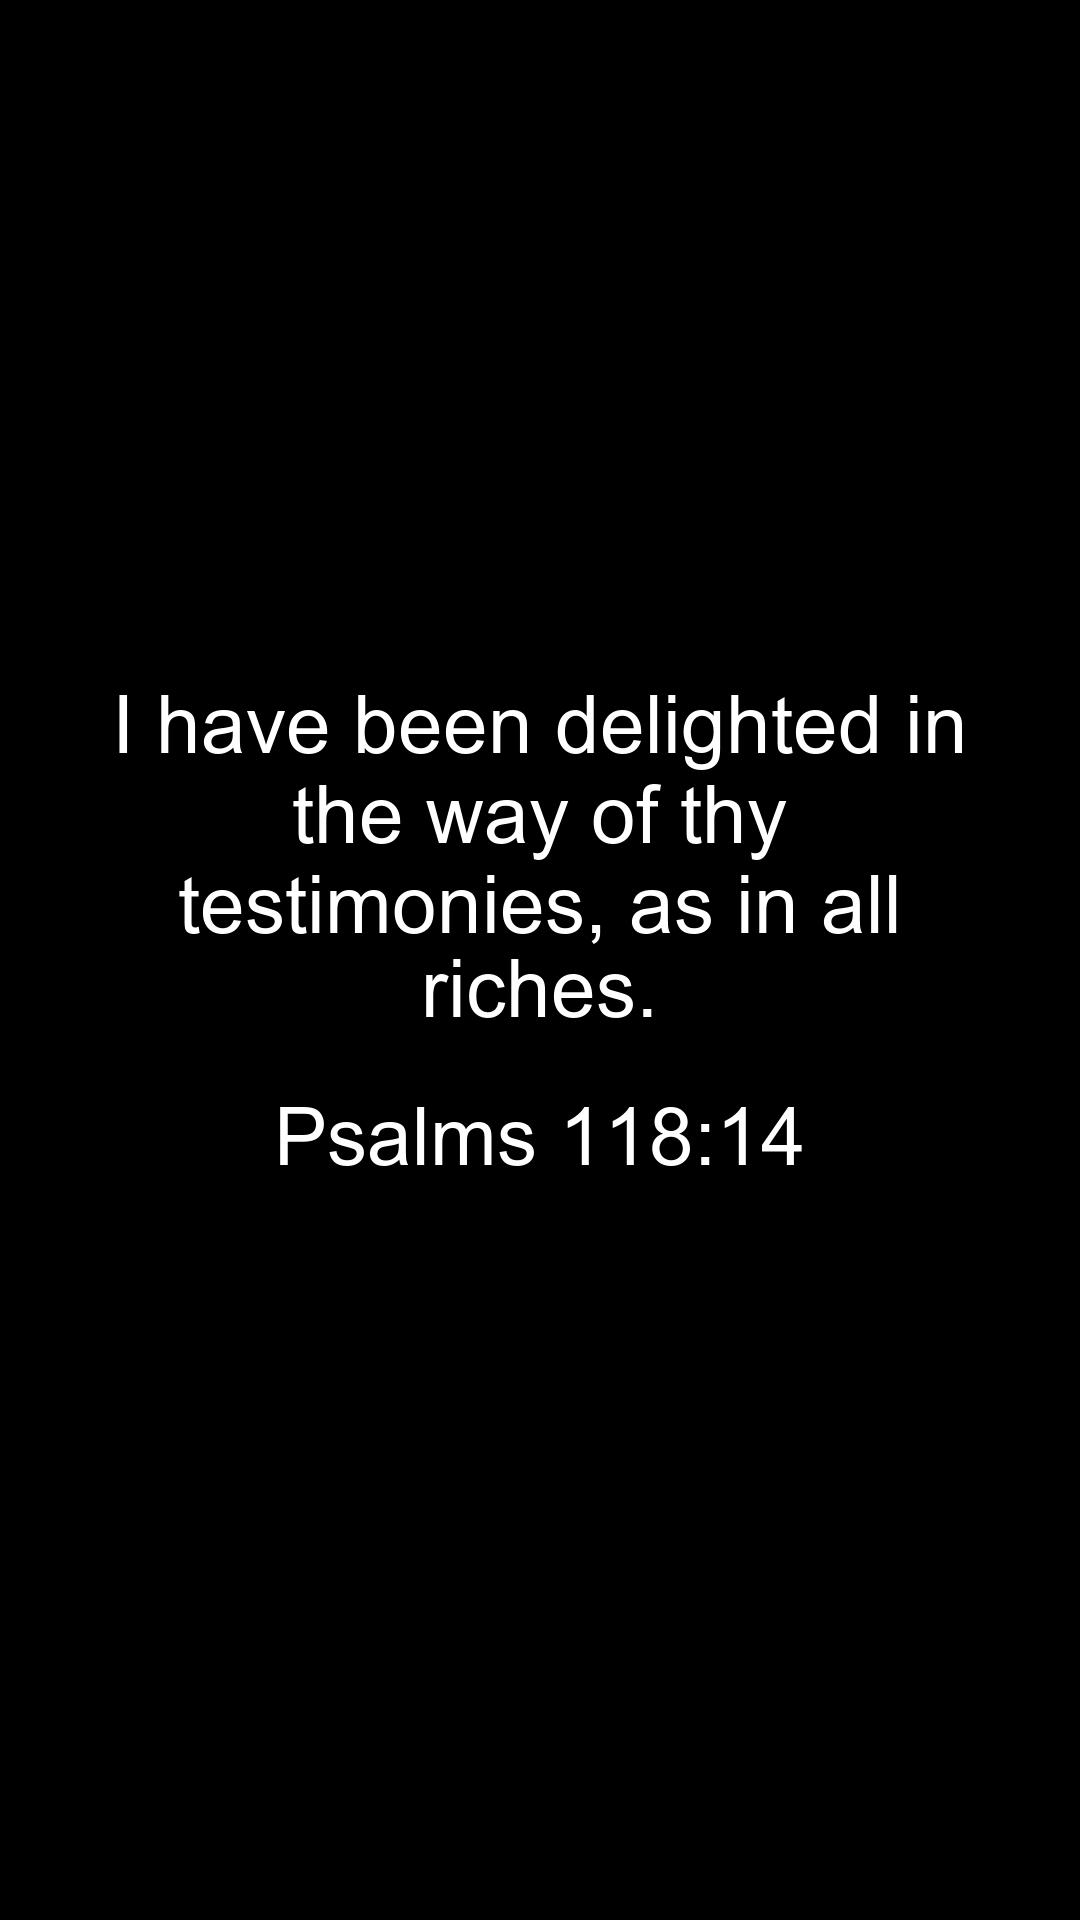 I have been delighted in
the way of thy
testimonies, as in all
riches.
Psalms 118:14